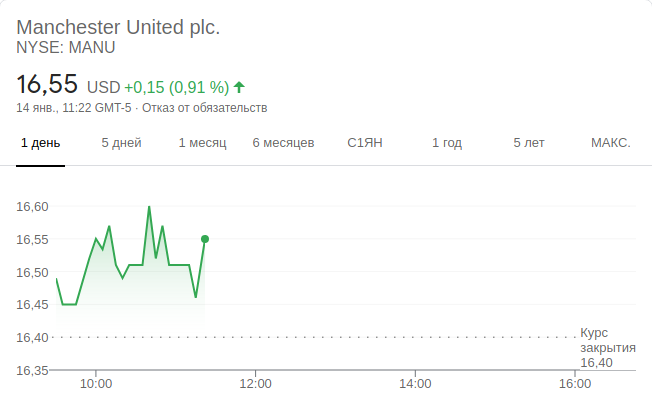 Manchester United plc.
NYSE: MANU
16,55 USD +0,15 (0,91 %)
14 янв., 11:22 GMT-5 · Отказ от обязательств
1 день 5 дней 1 месяц 6 месяцев С1ЯН 1 год 5 лет МАКС.
16,60
16,55
16,50
16,45
16,40
16,35
Курс
закрытия
16,40
10:00 12:00 14:00 16:00